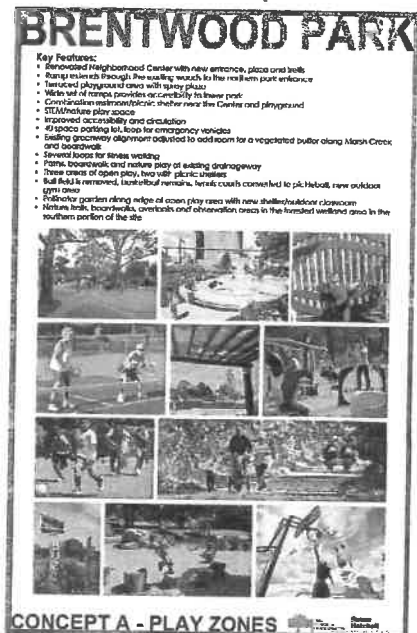 BRENTWOOD PARK
Key Features:
• Renovated Neighborhood Center with new entrance, plaza and trellis
• Ramp extends through the existing woods to the northern park entrance
• Terraced playground area with spray plaza
• Wide set of ramps provides accessibility to lower park
• Combination restroom/picnic shelter near the Center and playground
• STEM/nature play space
• Improved accessibility and circulation
• 40 space parking lot, loop for emergency vehicles
• Existing greenway alignment adjusted to add room for a vegetated buffer along Marsh Creek
and boardwalk
• Several loops for fitness walking
• Paths, boardwalk and nature play at existing drainageway
• Three areas of open play, two with picnic shelters
• Ball field is removed, basketball remains, tennis courts converted to pickleball, new outdoor
gym area
• Pollinator garden along edge of open play area with new shelter/outdoor classroom
• Nature trails, boardwalks, overlooks and observation areas in the forested wetland area in the
southern portion of the site
CONCEPT A - PLAY ZONES
Hatchell